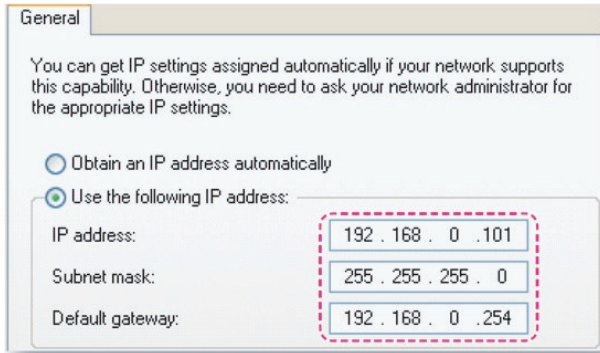 General
You can get IP settings assigned automatically if your network supports
this capability. Otherwise, you need to ask your network administrator for
the appropriate IP settings.
Obtain an IP address automatically
Use the following IP address:
IP address: 192 . 168 . 0 .101
Subnet mask: 255 . 255 . 255 . 0
Default gateway: 192 . 168 . 0 .254